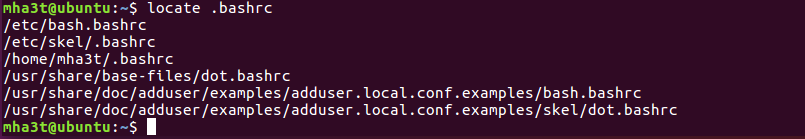 mha3t@ubuntu:~$ locate .bashrc
/etc/bash.bashrc
/etc/skel/.bashrc
/home/mha3t/.bashrc
/usr/share/base-files/dot.bashrc
/usr/share/doc/adduser/examples/adduser.local.conf.examples/bash.bashrc
/usr/share/doc/adduser/examples/adduser.local.conf.examples/skel/dot.bashrc
mha3t@ubuntu:~$